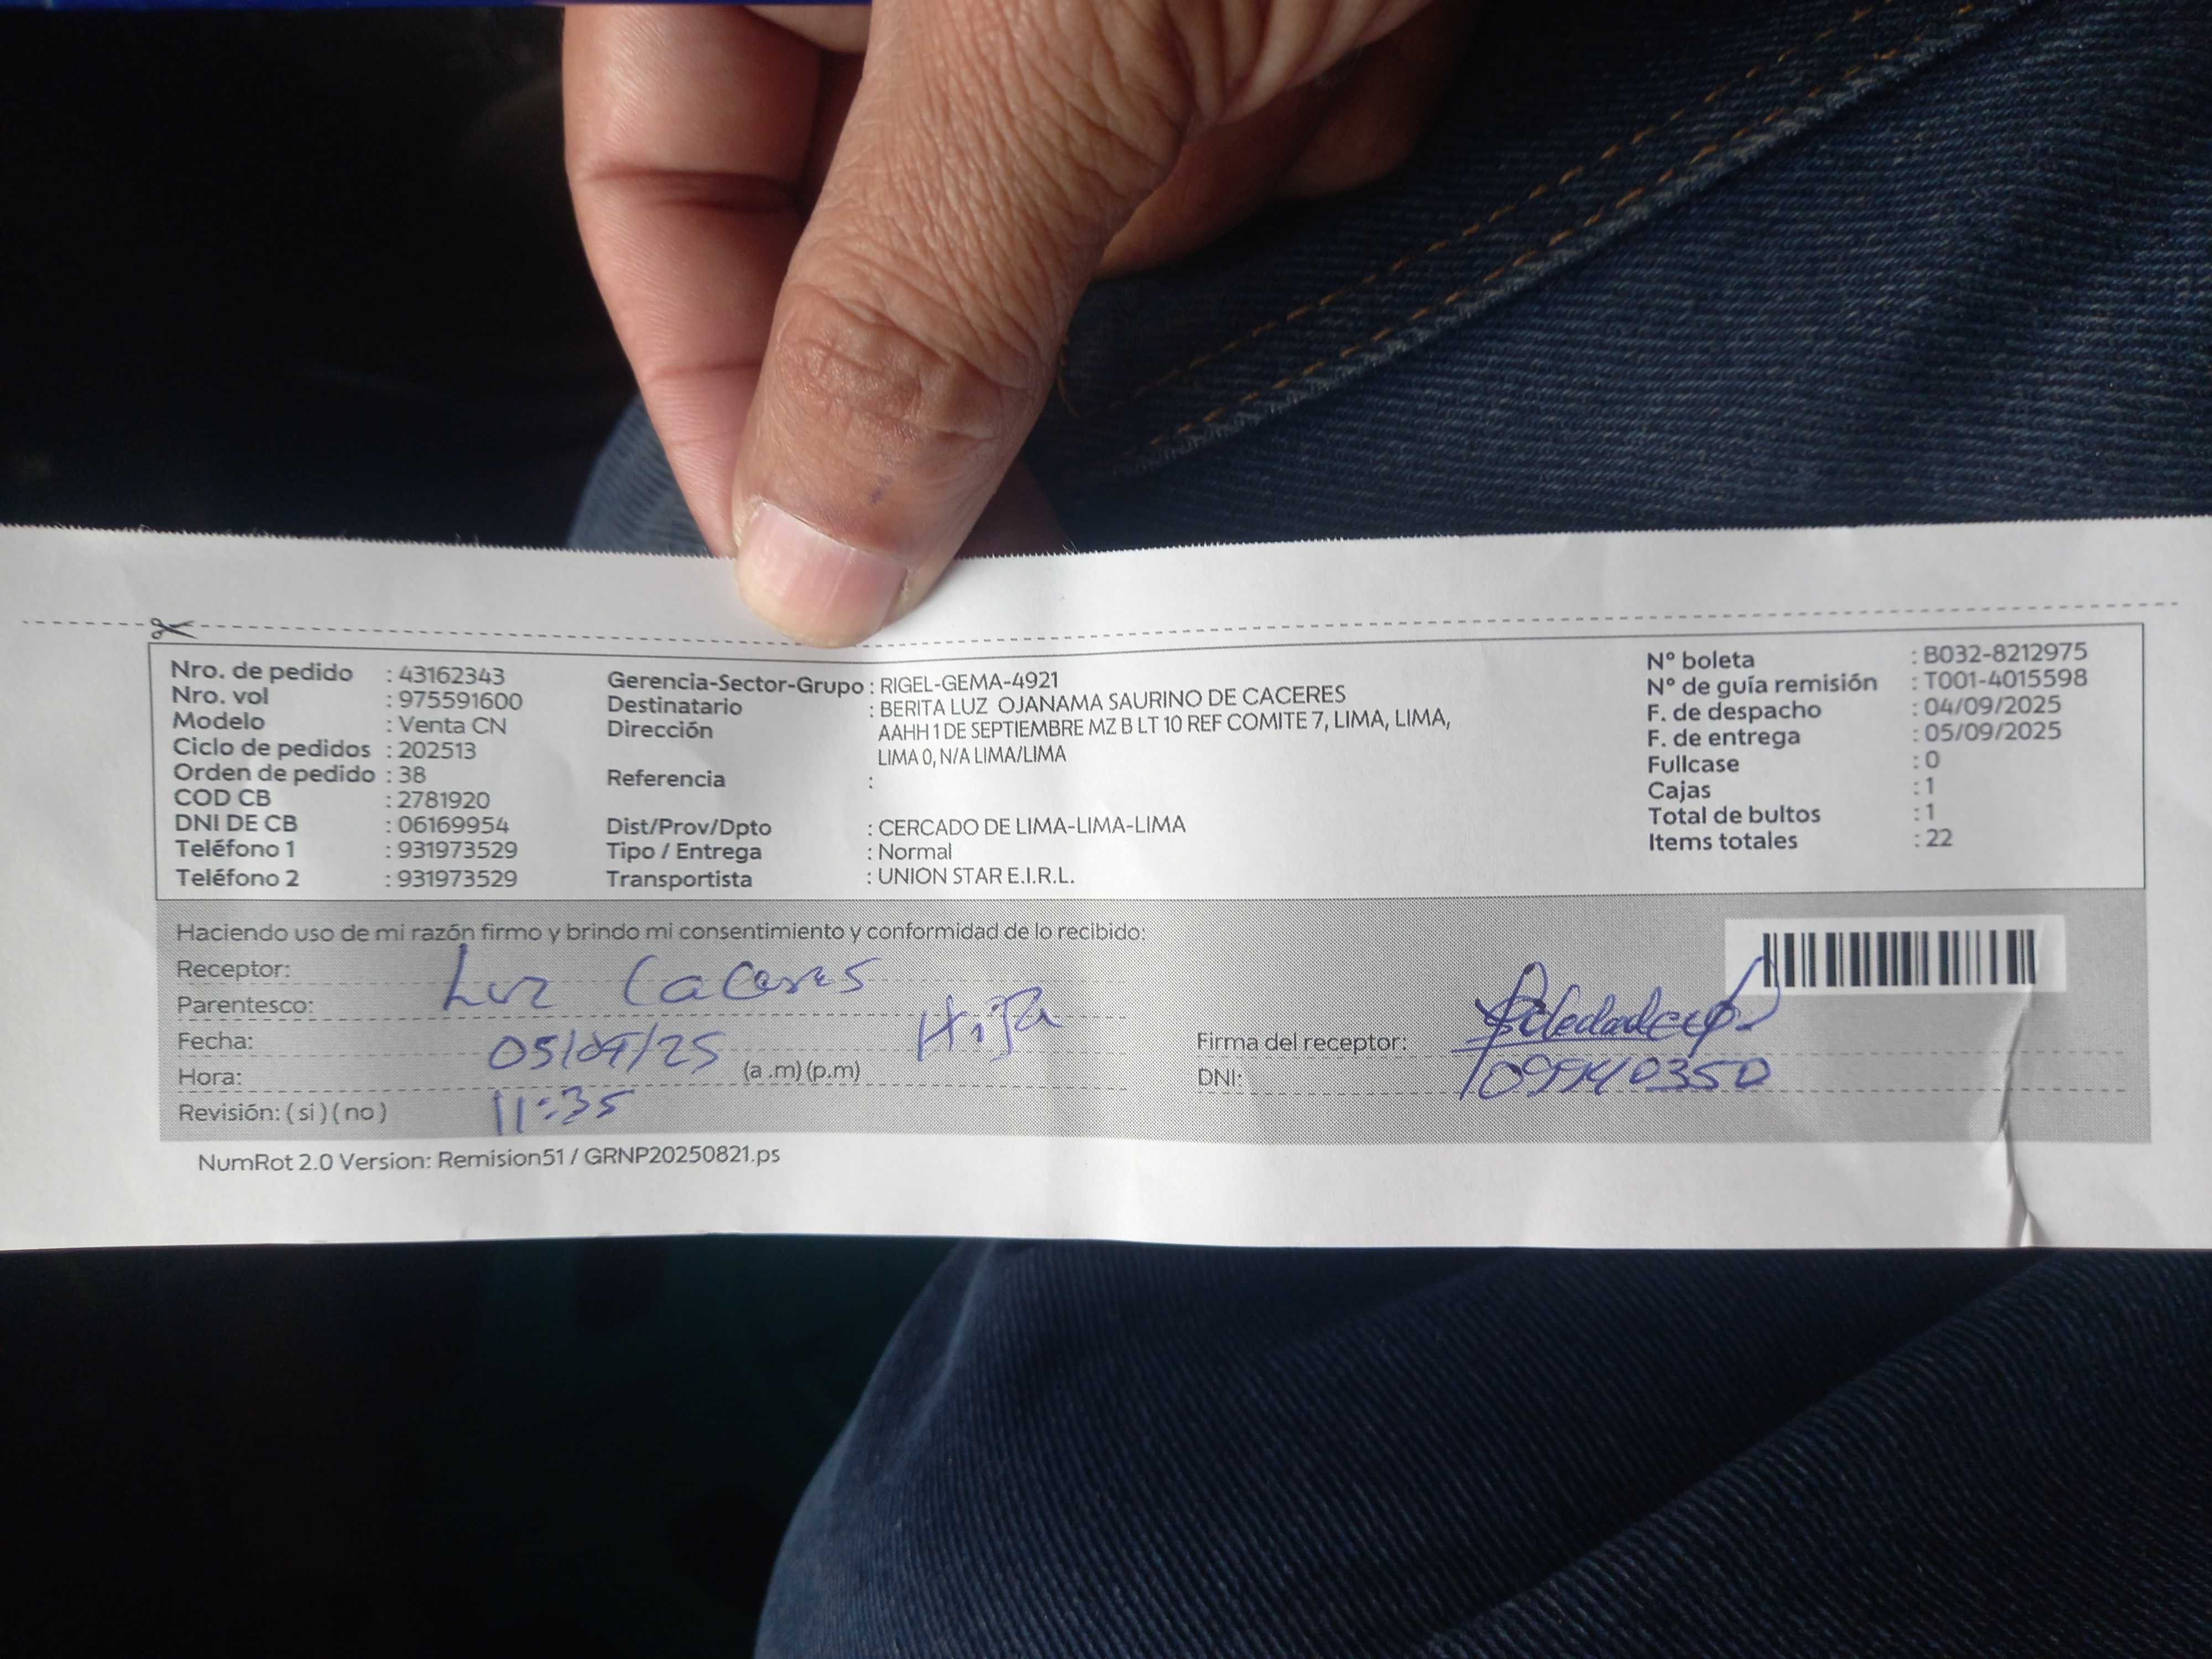 Nro. de pedido : 43162343
Nro. vol : 975591600
Modelo : Venta CN
Ciclo de pedidos : 202513
Orden de pedido : 38
COD CB : 2781920
DNI DE CB : 06169954
Teléfono 1 : 931973529
Teléfono 2 : 931973529
Gerencia-Sector-Grupo : RIGEL-GEMA-4921
Destinatario : BERITA LUZ OJANAMA SAURINO DE CACERES
Dirección AAHH 1 DE SEPTIEMBRE MZ B LT 10 REF COMITE 7, LIMA, LIMA,
LIMA 0, N/A LIMA/LIMA
Referencia :
Dist/Prov/Dpto : CERCADO DE LIMA-LIMA-LIMA
Tipo / Entrega : Normal
Transportista : UNION STAR E.I.R.L.
N° boleta : B032-8212975
N° de guía remisión : T001-4015598
F. de despacho : 04/09/2025
F. de entrega : 05/09/2025
Fullcase : 0
Cajas : 1
Total de bultos : 1
Items totales : 22
Haciendo uso de mi razón firmo y brindo mi consentimiento y conformidad de lo recibido:
Receptor: Luz Caceres
Parentesco: Hija
Fecha: 05/09/25
Hora: 11:35 (a .m) (p.m)
Revisión: ( si ) ( no )
Firma del receptor:
DNI:
NumRot 2.0 Version: Remision51 / GRNP20250821.ps